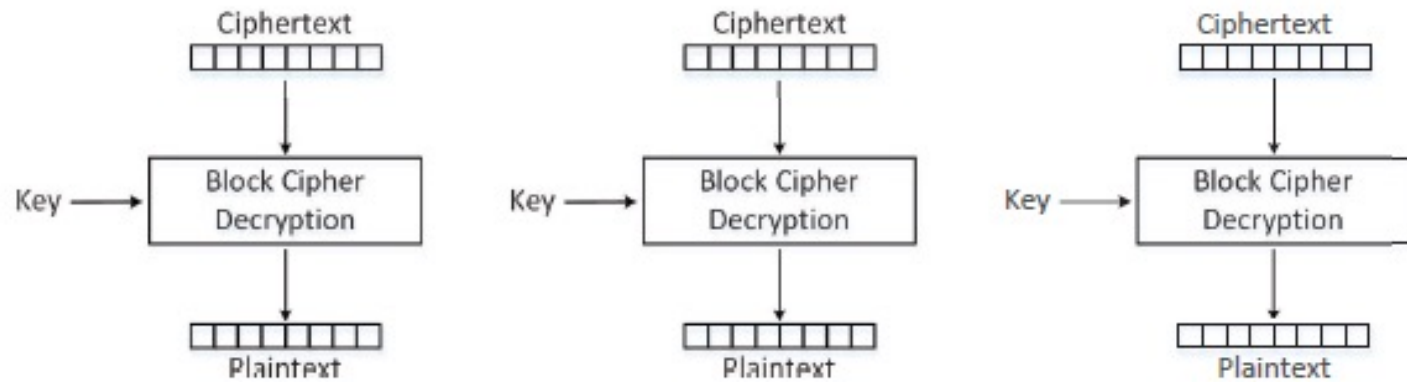 Ciphertext Ciphertext Ciphertext
Key Block Cipher Key Block Cipher Key Block Cipher
Decryption Decryption Decryption
Plaintext Plaintext Plaintext